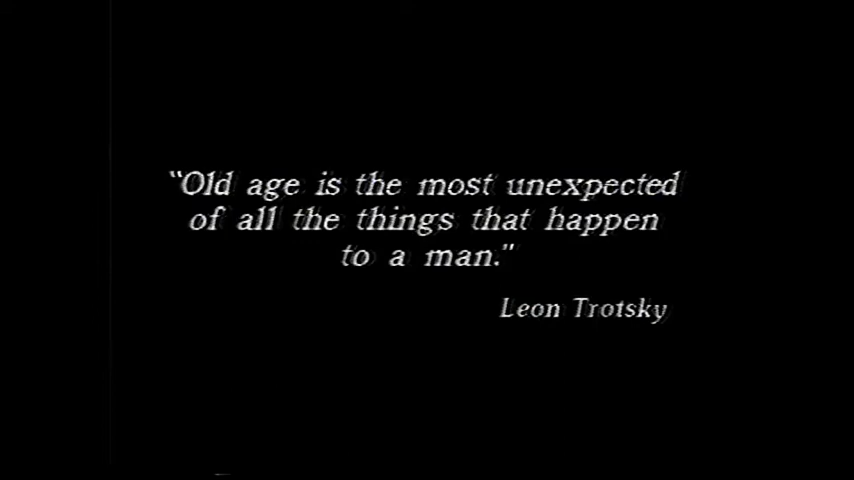 “Old age is the most unexpected
of all the things that happen
to a man."
Leon Trotsky